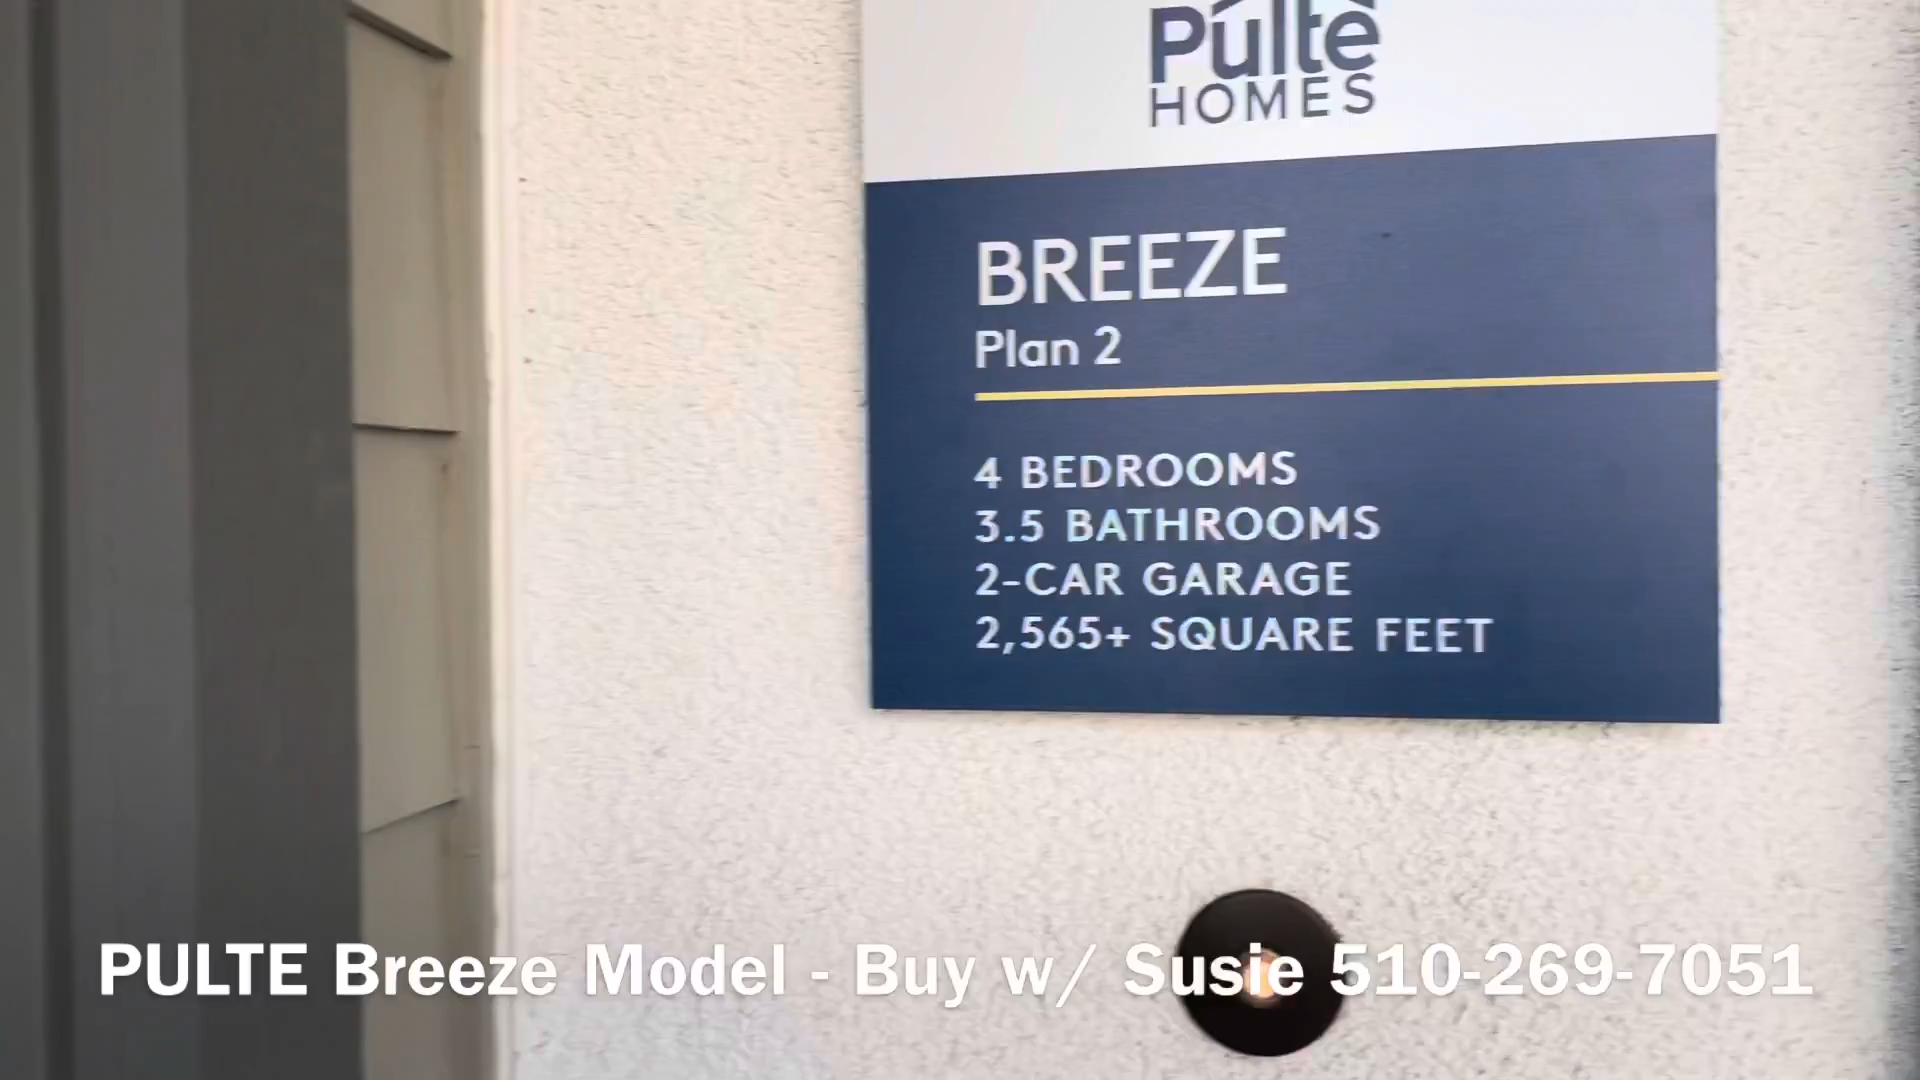 Pulte
HOMES
BREEZE
Plan 2
4 BEDROOMS
3.5 BATHROOMS
2-CAR GARAGE
2,565+ SQUARE FEET
PULTE Breeze Model - Buy w/ Susie 510-269-7051